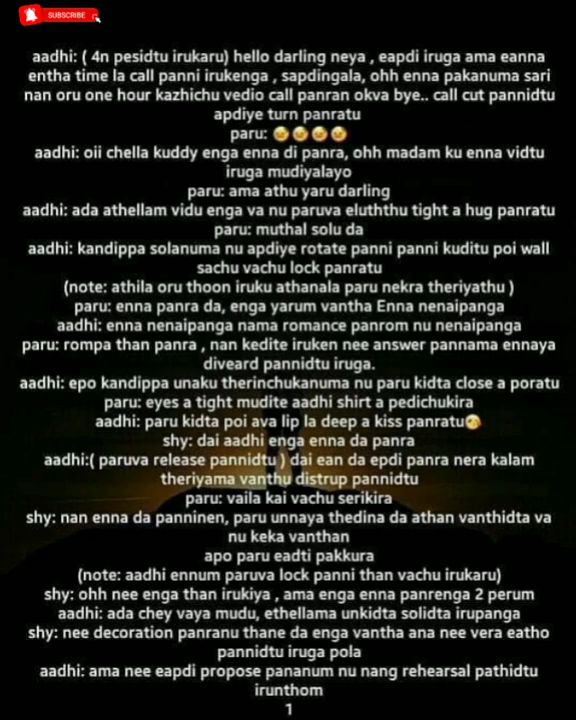 SUBSCRIBE
aadhi: ( 4n pesidtu irukaru) hello darling neya , eapdi iruga ama eanna
entha time la call panni irukenga , sapdingala, ohh enna pakanuma sari
nan oru one hour kazhichu vedio call panran okva bye.. call cut pannidtu
apdiye turn panratu
paru: 🤨🤨🤨🤨
aadhi: oii chella kuddy enga enna di panra, ohh madam ku enna vidtu
iruga mudiyalayo
paru: ama athu yaru darling
aadhi: ada athellam vidu enga va nu paruva eluththu tight a hug panratu
paru: muthal solu da
aadhi: kandippa solanuma nu apdiye rotate panni panni kuditu poi wall
sachu vachu lock panratu
(note: athila oru thoon iruku athanala paru nekra theriyathu )
paru: enna panra da, enga yarum vantha Enna nenaipanga
aadhi: enna nenaipanga nama romance panrom nu nenaipanga
paru: rompa than panra , nan kedite iruken nee answer pannama ennaya
diveard pannidtu iruga.
aadhi: epo kandippa unaku therinchukanuma nu paru kidta close a poratu
paru: eyes a tight mudite aadhi shirt a pedichukira
aadhi: paru kidta poi ava lip la deep a kiss panratu🫣
shy: dai aadhi enga enna da panra
aadhi:( paruva release pannidtu ) dai ean da epdi panra nera kalam
theriyama vanthu distrup pannidtu
paru: vaila kai vachu serikira
shy: nan enna da panninen, paru unnaya thedina da athan vanthidta va
nu keka vanthan
apo paru eadti pakkura
(note: aadhi ennum paruva lock panni than vachu irukaru)
shy: ohh nee enga than irukiya , ama enga enna panrenga 2 perum
aadhi: ada chey vaya mudu, ethellama unkidta solidta irupanga
shy: nee decoration panranu thane da enga vantha ana nee vera eatho
pannidtu iruga pola
aadhi: ama nee eapdi propose pananum nu nang rehearsal pathidtu
irunthom
1